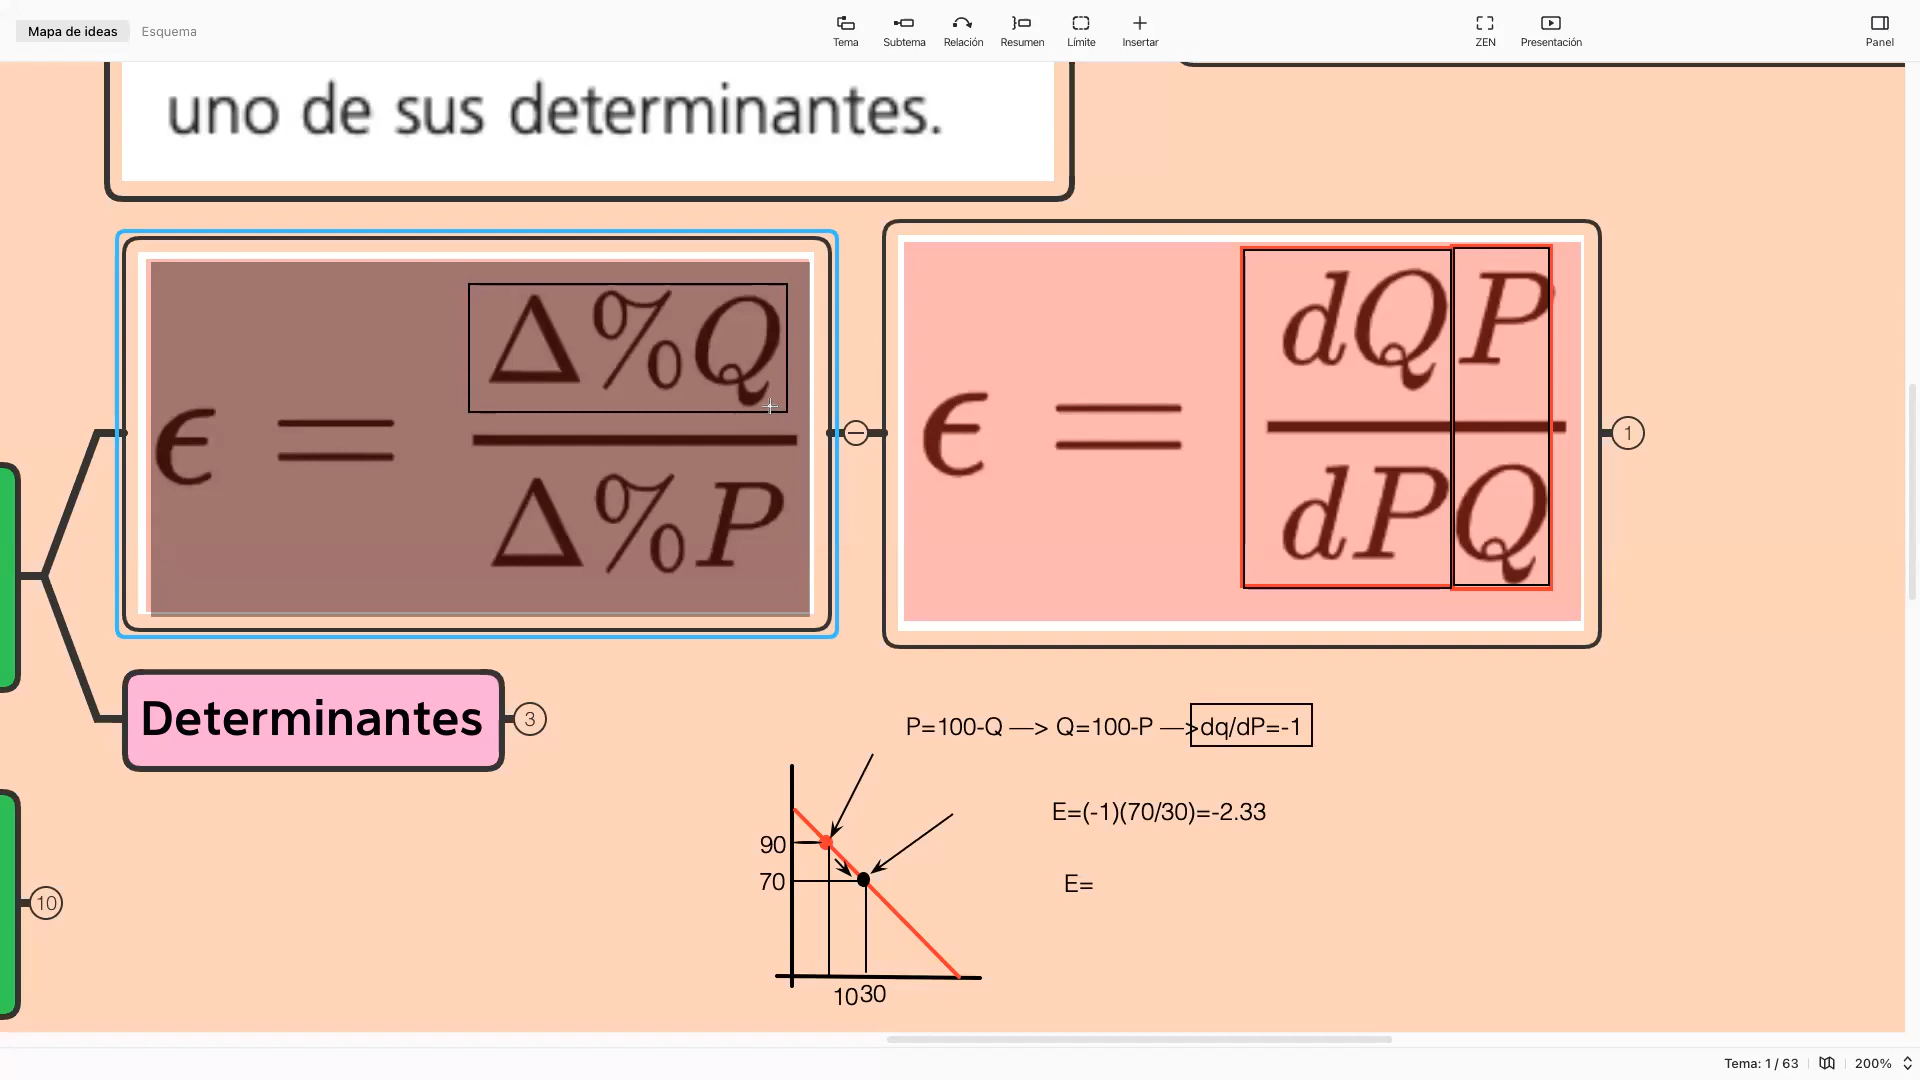 Mapa de ideas
Esquema
Tema
Subtema
Relación
Resumen
Límite
Insertar
ZEN
Presentación
Panel
uno de sus determinantes.
ϵ = Δ%Q / Δ%P
ϵ = dQP / dPQ
1
Determinantes
3
P=100-Q —> Q=100-P —>dq/dP=-1
E=(-1)(70/30)=-2.33
90
70
E=
10
10
30
Tema: 1 / 63
200%